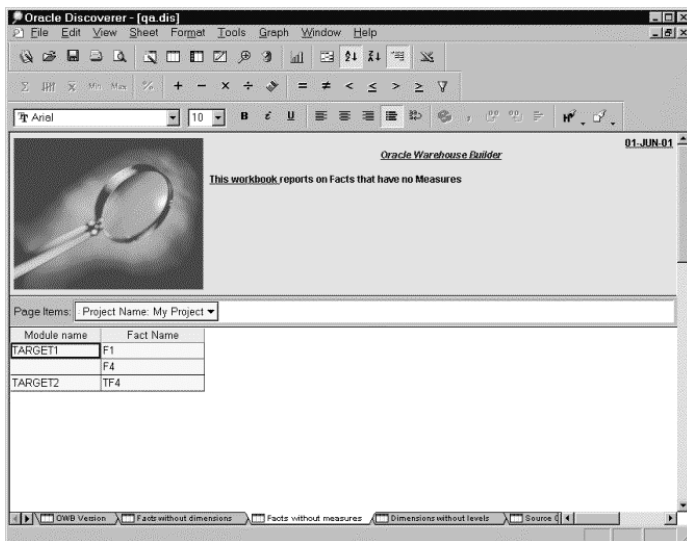 Oracle Discoverer - [qa.dis]
File Edit View Sheet Format Tools Graph Window Help
Σ x̄ Min Max % + − × ÷ = ≠ < ≤ > ≥
Arial 10 B i U
01-JUN-01
Oracle Warehouse Builder
This workbook reports on Facts that have no Measures
Page Items: Project Name: My Project
Module name Fact Name
TARGET1 F1
F4
TARGET2 TF4
OWB Version Facts without dimensions Facts without measures Dimensions without levels Source